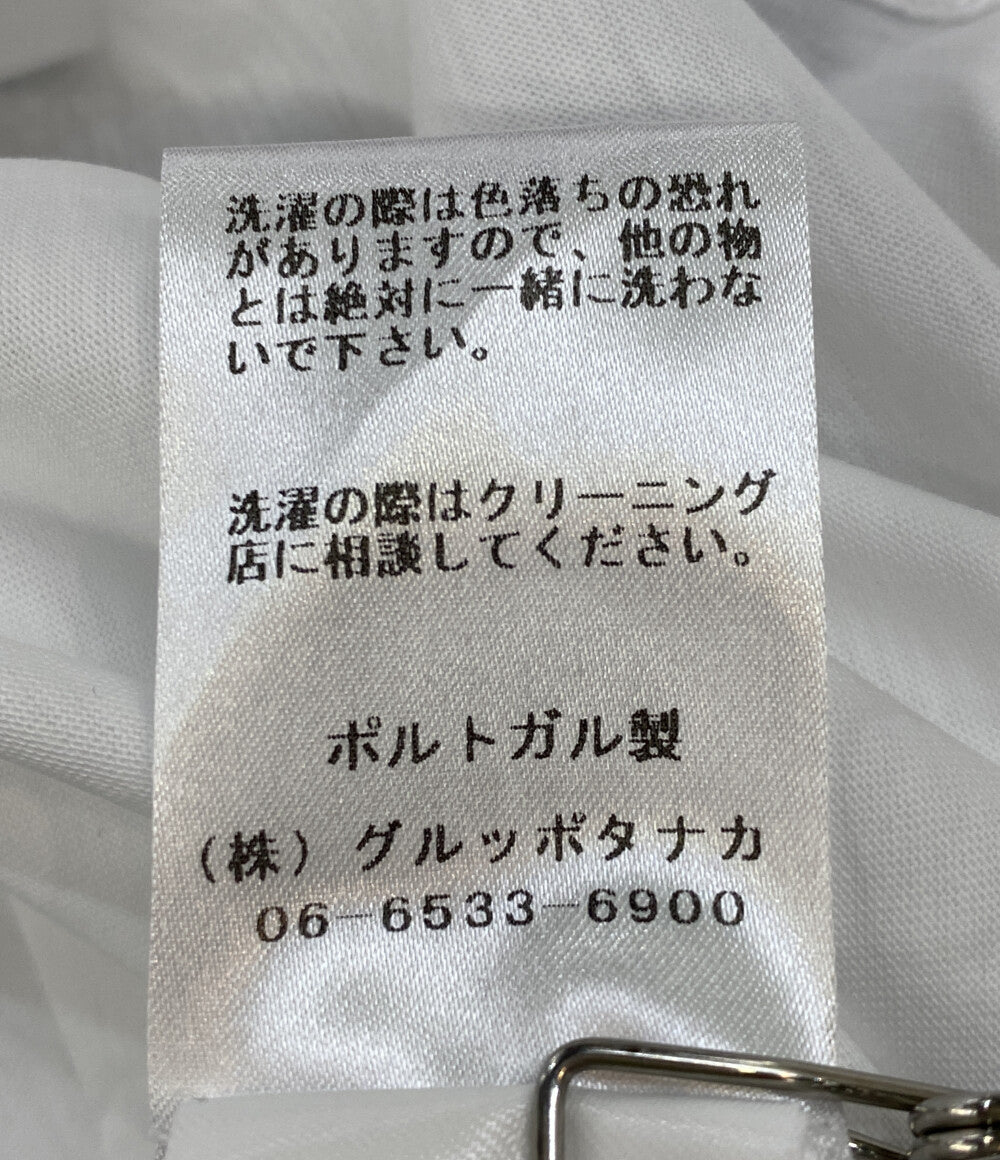 洗濯の際は色落ちの恐れ
がありますので、他の物
とは絶対に一緒に洗わな
いで下さい。
洗濯の際はクリーニング
店に相談してください。
ポルトガル製
（株）グルッポタナカ
06-6533-6900